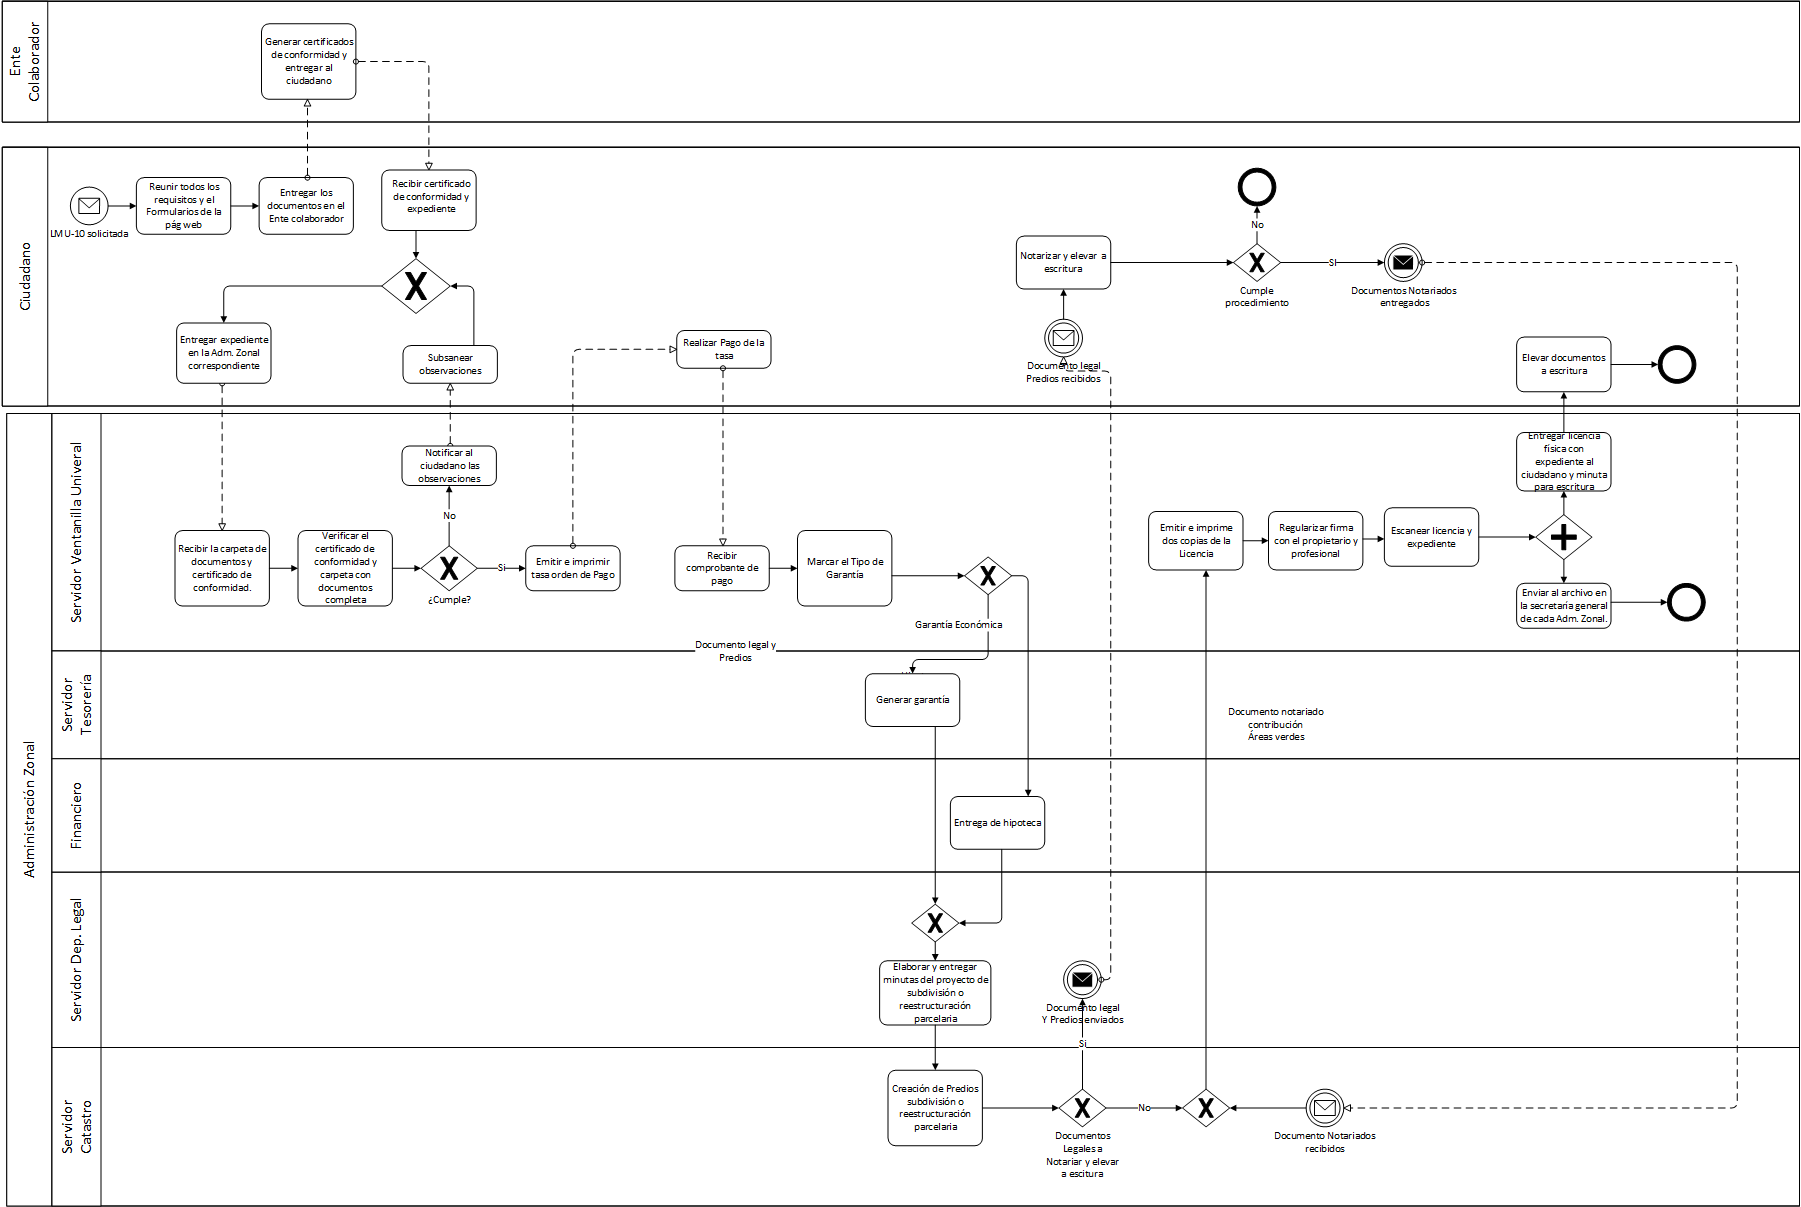 Ente
Colaborador
Generar certificados
de conformidad y
entregar al
ciudadano
Ciudadano
LMU-10 solicitada
Reunir todos los
requisitos y el
Formularios de la
pág web
Entregar los
documentos en el
Ente colaborador
Recibir certificado
de conformidad y
expediente
Entregar expediente
en la Adm. Zonal
correspondiente
Subsanear
observaciones
Realizar Pago de la
tasa
Notarizar y elevar a
escritura
Documento legal
Predios recibidos
No
Cumple
procedimiento
SI
Documentos Notariados
entregados
Elevar documentos
a escritura
Administración Zonal
Servidor Ventanilla Univeral
Notificar al
ciudadano las
observaciones
No
Recibir la carpeta de
documentos y
certificado de
conformidad.
Verificar el
certificado de
conformidad y
carpeta con
documentos
completa
¿Cumple?
Si
Emitir e imprimir
tasa orden de Pago
Recibir
comprobante de
pago
Marcar el Tipo de
Garantía
Garantía Económica
Documento legal y
Predios
Emitir e imprime
dos copias de la
Licencia
Regularizar firma
con el propietario y
profesional
Escanear licencia y
expediente
Entregar licencia
física con
expediente al
ciudadano y minuta
para escritura
Enviar al archivo en
la secretaria general
de cada Adm. Zonal.
Servidor
Tesorería
Generar garantía
Documento notariado
contribución
Áreas verdes
Financiero
Entrega de hipoteca
Servidor Dep. Legal
Elaborar y entregar
minutas del proyecto de
subdivisión o
reestructuración
parcelaria
Documento legal
Y Predios enviados
Si
Servidor
Catastro
Creación de Predios
subdivisión o
reestructuración
parcelaria
Documentos
Legales a
Notariar y elevar
a escitura
No
Documento Notariados
recibidos